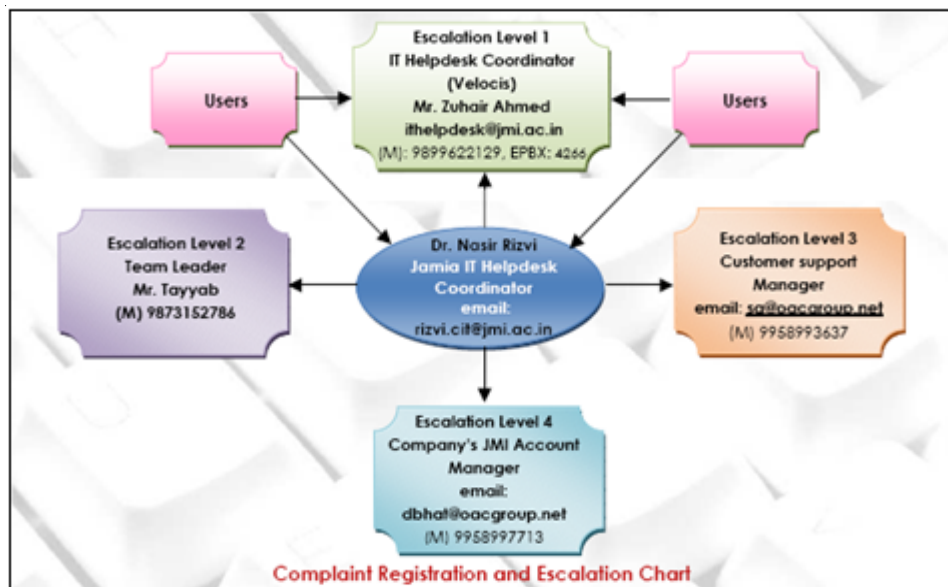 Escalation Level 1
IT Helpdesk Coordinator
(Velocis)
Mr. Zuhair Ahmed
ithelpdesk@jmi.ac.in
(M): 9899622129, EPBX: 4266
Users
Users
Dr. Nasir Rizvi
Jamia IT Helpdesk
Coordinator
email:
rizvi.cit@jmi.ac.in
Escalation Level 2
Team Leader
Mr. Tayyab
(M) 9873152786
Escalation Level 3
Customer support
Manager
email: sg@oacgroup.net
(M) 9958993637
Escalation Level 4
Company's JMI Account
Manager
email:
dbhat@oacgroup.net
(M) 9958997713
Complaint Registration and Escalation Chart